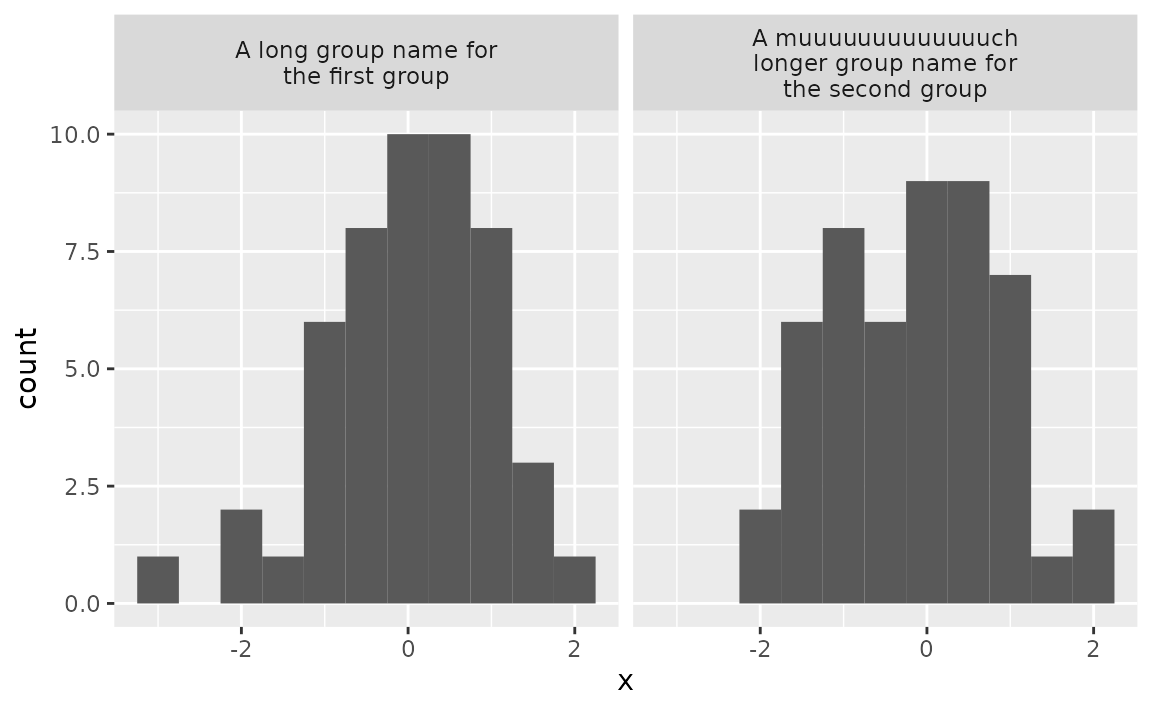 A long group name for
the first group
A muuuuuuuuuuuuuch
longer group name for
the second group
10.0
7.5
5.0
2.5
0.0
count
-2
0
2
-2
0
2
x